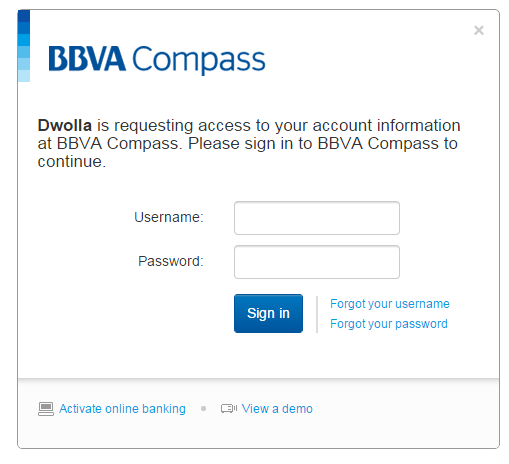 ×
BBVA Compass
Dwolla is requesting access to your account information
at BBVA Compass. Please sign in to BBVA Compass to
continue.
Username:
Password:
Sign in
Forgot your username
Forgot your password
Activate online banking • View a demo